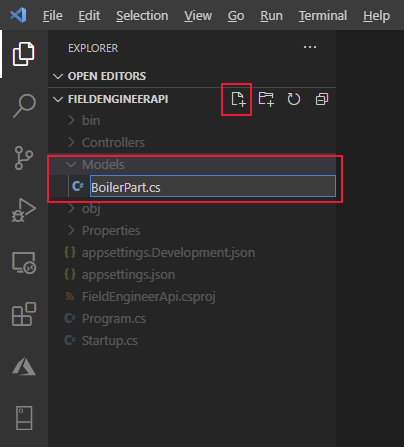 File Edit Selection View Go Run Terminal Help
EXPLORER
OPEN EDITORS
FIELDENGINEERAPI
bin
Controllers
Models
BoilerPart.cs
obj
Properties
{} appsettings.Development.json
{} appsettings.json
FieldEngineerApi.csproj
C# Program.cs
C# Startup.cs